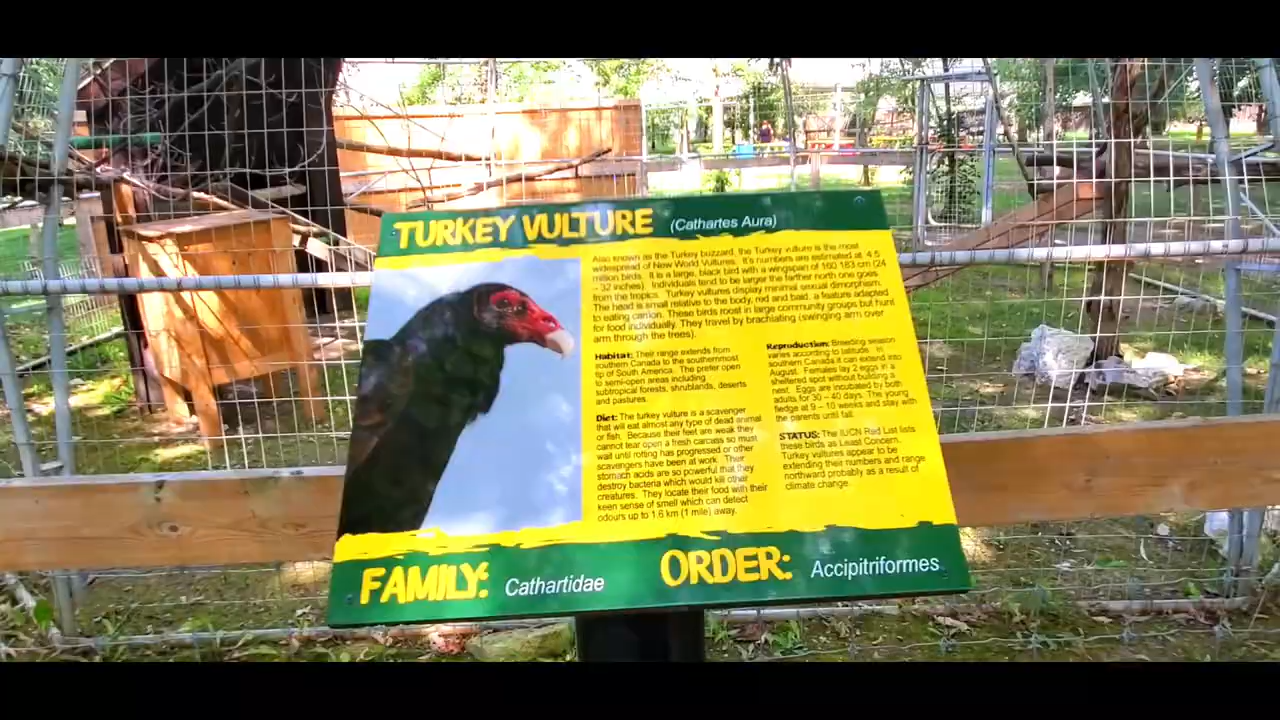 TURKEY VULTURE (Cathartes Aura)
Also known as the Turkey buzzard, the Turkey vulture is the most
widespread of New World Vultures. It's numbers are estimated at 4.5
million birds. It is a large, black bird with a wingspan of 160 183 cm (24
- 32 inches). Individuals tend to be larger the farther north one goes
from the tropics. Turkey vultures display minimal sexual dimorphism.
The head is small relative to the body, red and bald, a feature adapted
to eating carrion. These birds roost in large community groups but hunt
for food individually. They travel by brachiating (swinging arm over
arm through the trees).
Habitat: Their range extends from
southern Canada to the southernmost
tip of South America. The prefer open
to semi-open areas including
subtropical forests, shrublands, deserts
and pastures.
Diet: The turkey vulture is a scavenger
that will eat almost any type of dead animal
or fish. Because their feet are weak they
cannot tear open a fresh carcass so must
wait until rotting has progressed or other
scavengers have been at work. Their
stomach acids are so powerful that they
destroy bacteria which would kill other
creatures. They locate their food with their
keen sense of smell which can detect
odours up to 1.6 km (1 mile) away.
Reproduction: Breeding season
varies according to latitude. In
southern Canada it can extend into
August. Females lay 2 eggs in a
sheltered spot without building a
nest. Eggs are incubated by both
adults for 30 – 40 days. The young
fledge at 9 – 10 weeks and stay with
the parents until fall.
STATUS: The IUCN Red List lists
these birds as Least Concern.
Turkey vultures appear to be
extending their numbers and range
northward probably as a result of
climate change.
FAMILY: Cathartidae ORDER: Accipitriformes